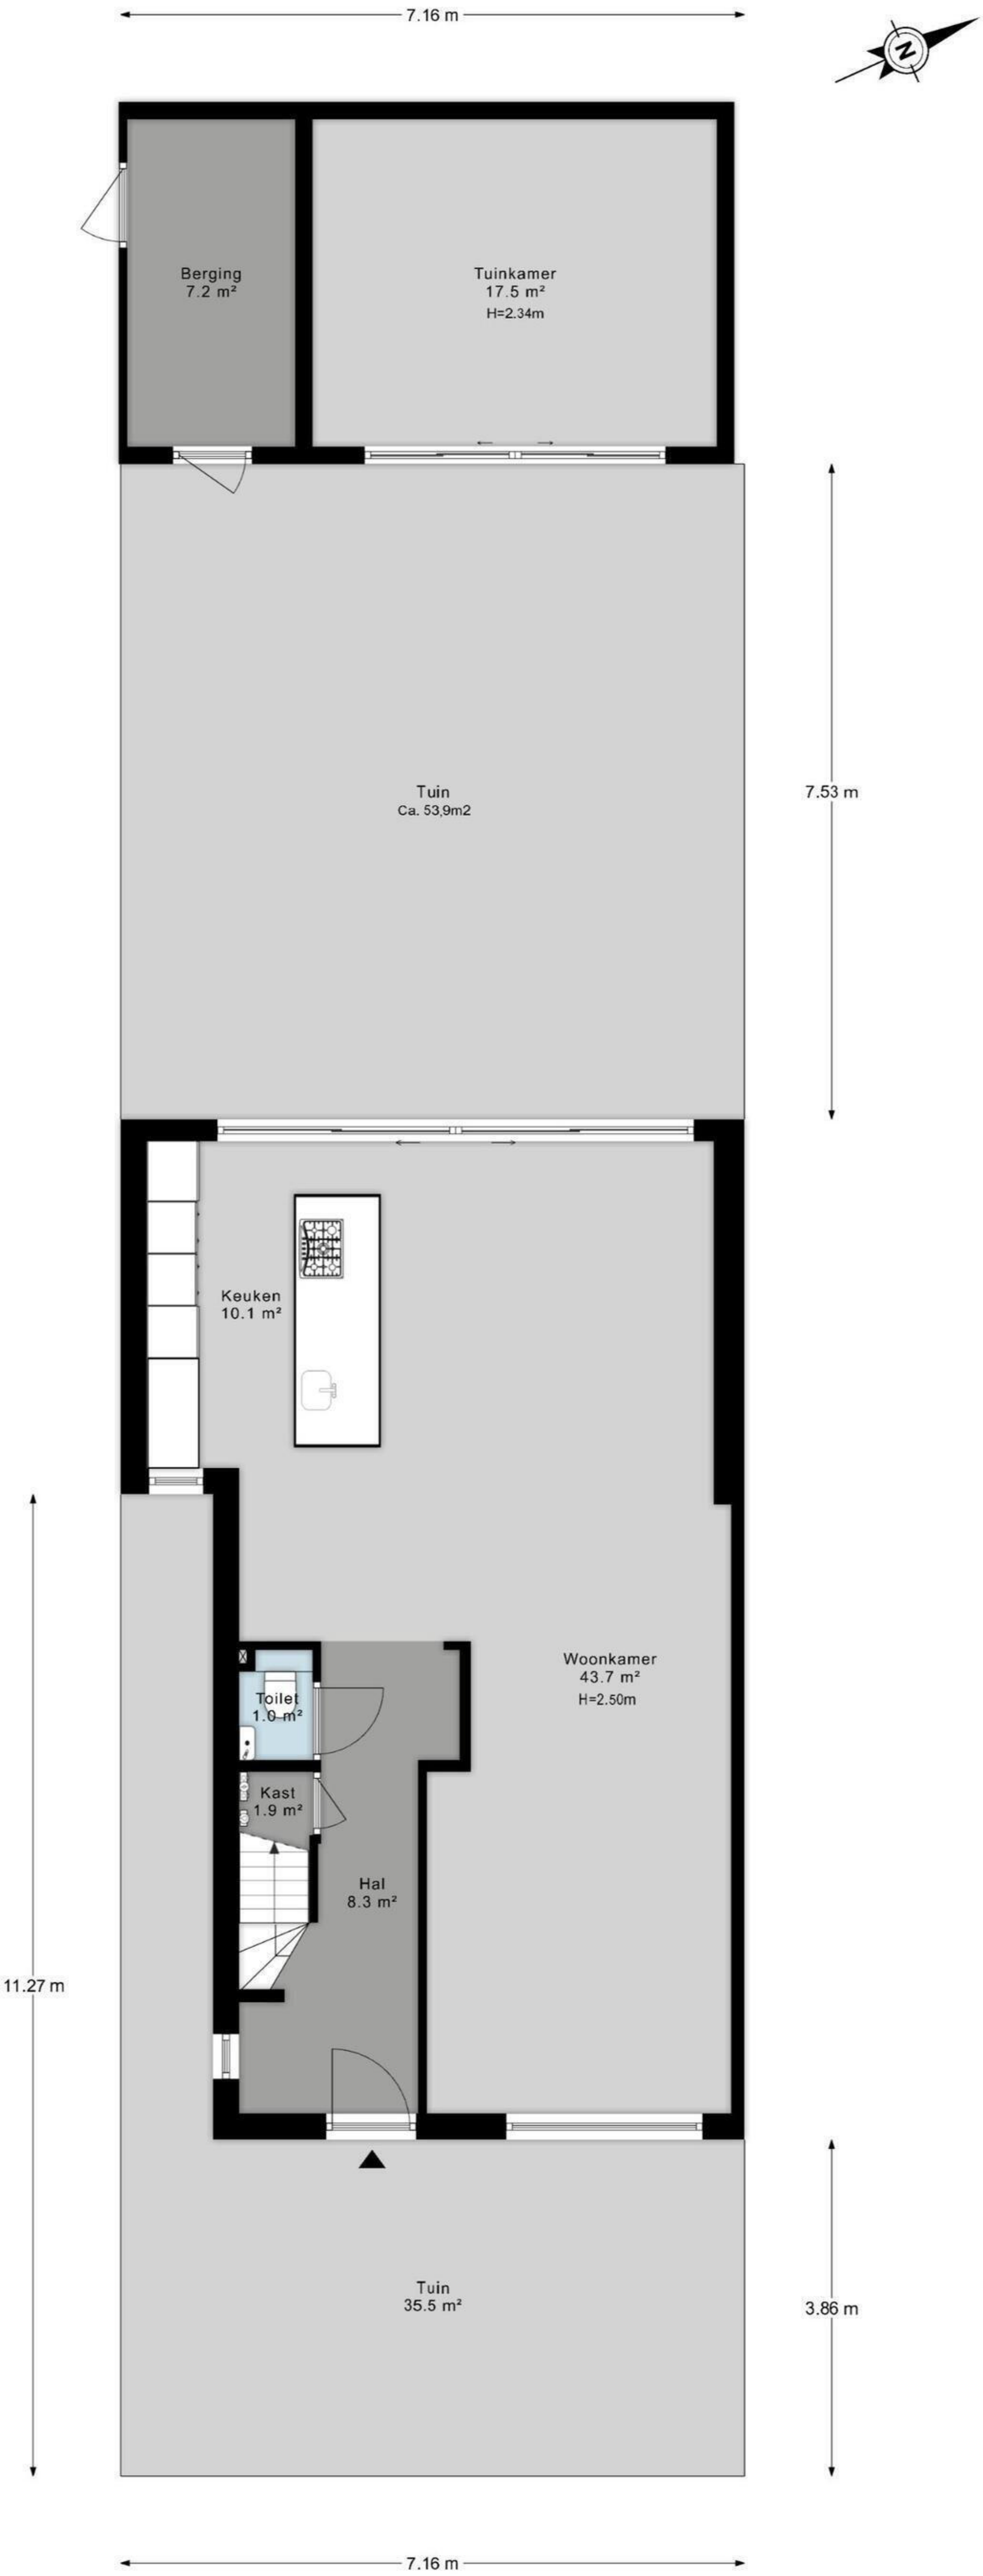 7.16 m
N
Berging
7.2 m²
Tuinkamer
17.5 m²
H=2.34m
Tuin
Ca. 53,9m2
7.53 m
Keuken
10.1 m²
Woonkamer
43.7 m²
H=2.50m
Toilet
1.0 m²
Kast
1.9 m²
Hal
8.3 m²
11.27 m
Tuin
35.5 m²
3.86 m
7.16 m